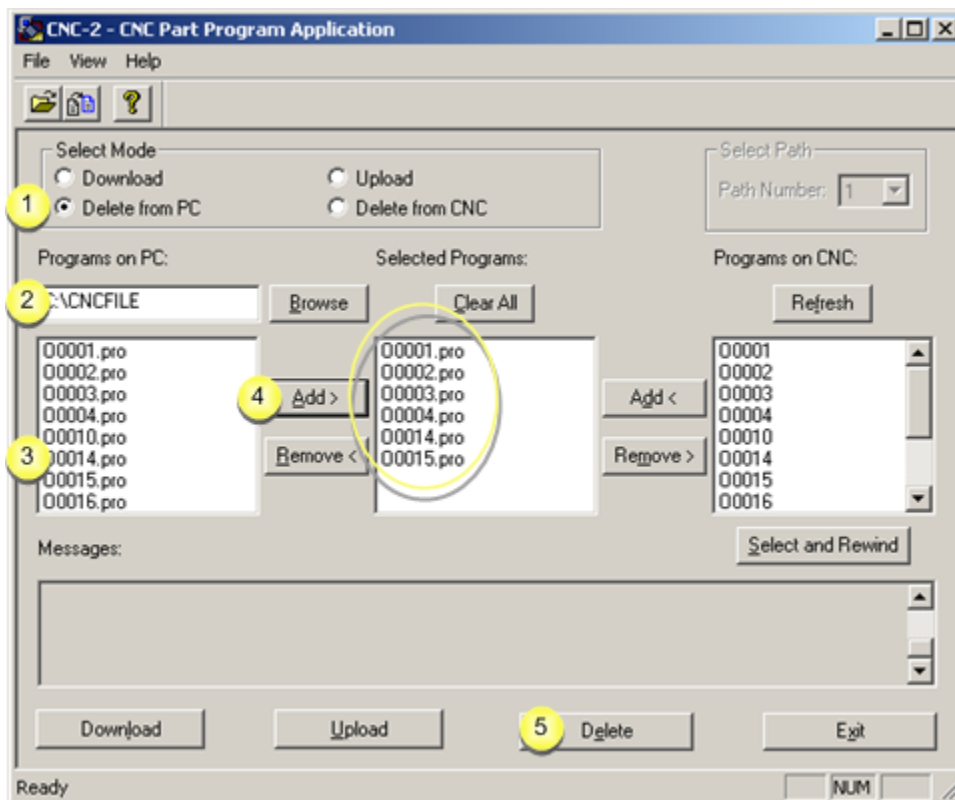 CNC-2 - CNC Part Program Application
File View Help
Select Mode
Download
Upload
1
Delete from PC
Delete from CNC
Select Path
Path Number: 1
Programs on PC:
Selected Programs:
Programs on CNC:
2
:\CNCFILE
Browse
Clear All
Refresh
O0001.pro
O0002.pro
O0003.pro
O0004.pro
O0010.pro
O0014.pro
O0015.pro
O0016.pro
3
4
Add >
Remove <
O0001.pro
O0002.pro
O0003.pro
O0004.pro
O0014.pro
O0015.pro
Add <
Remove >
O0001
O0002
O0003
O0004
O0010
O0014
O0015
O0016
Select and Rewind
Messages:
Download
Upload
5
Delete
Exit
Ready
NUM